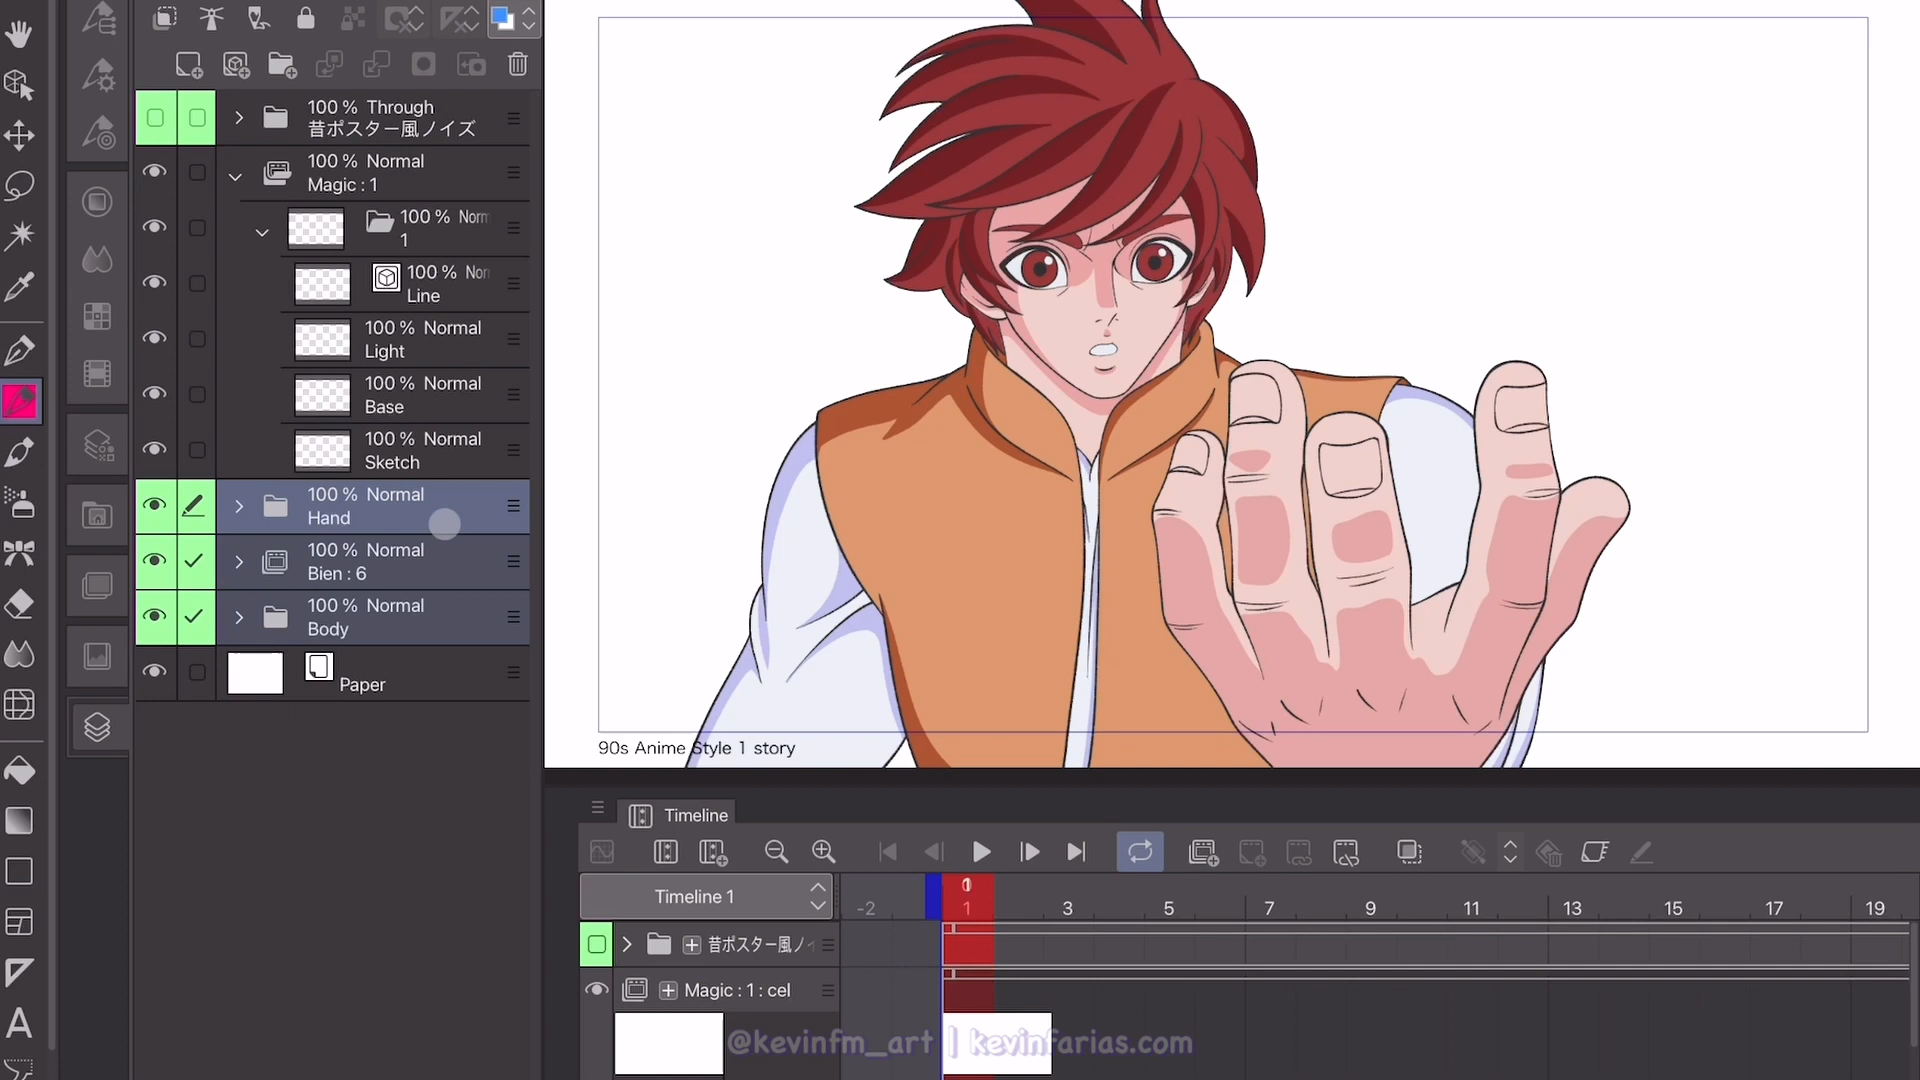 100 % Through
昔ポスター風ノイズ
100 % Normal
Magic : 1
100 % Norm
1
100 % Nor
Line
100 % Normal
Light
100 % Normal
Base
100 % Normal
Sketch
100 % Normal
Hand
100 % Normal
Bien : 6
100 % Normal
Body
Paper
90s Anime Style 1 story
Timeline
Timeline 1
-2 1 3 5 7 9 11 13 15 17 19
昔ポスター風ノイ
Magic : 1 : cel
@kevinfm_art | kevinfarias.com